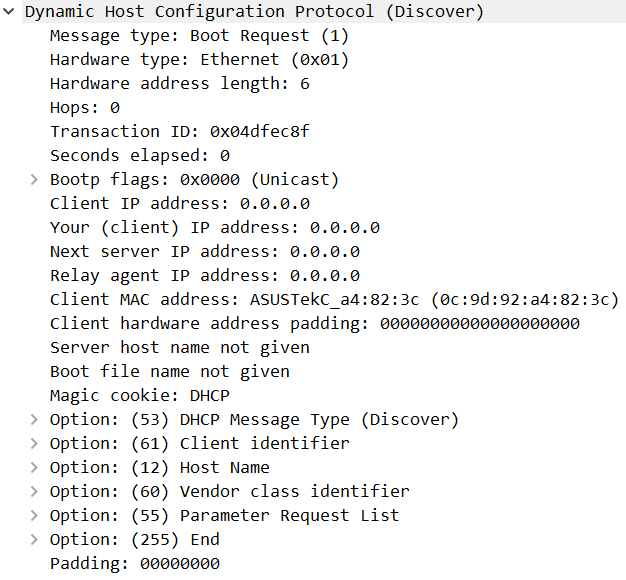 Dynamic Host Configuration Protocol (Discover)
Message type: Boot Request (1)
Hardware type: Ethernet (0x01)
Hardware address length: 6
Hops: 0
Transaction ID: 0x04dfec8f
Seconds elapsed: 0
Bootp flags: 0x0000 (Unicast)
Client IP address: 0.0.0.0
Your (client) IP address: 0.0.0.0
Next server IP address: 0.0.0.0
Relay agent IP address: 0.0.0.0
Client MAC address: ASUSTekC_a4:82:3c (0c:9d:92:a4:82:3c)
Client hardware address padding: 00000000000000000000
Server host name not given
Boot file name not given
Magic cookie: DHCP
Option: (53) DHCP Message Type (Discover)
Option: (61) Client identifier
Option: (12) Host Name
Option: (60) Vendor class identifier
Option: (55) Parameter Request List
Option: (255) End
Padding: 00000000